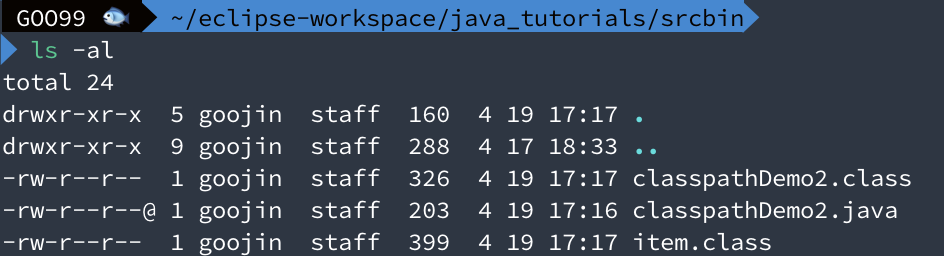 GOO99 🐟 ~/eclipse-workspace/java_tutorials/srcbin
ls -al
total 24
drwxr-xr-x 5 goojin staff 160 4 19 17:17 .
drwxr-xr-x 9 goojin staff 288 4 17 18:33 ..
-rw-r--r-- 1 goojin staff 326 4 19 17:17 classpathDemo2.class
-rw-r--r--@ 1 goojin staff 203 4 19 17:16 classpathDemo2.java
-rw-r--r-- 1 goojin staff 399 4 19 17:17 item.class